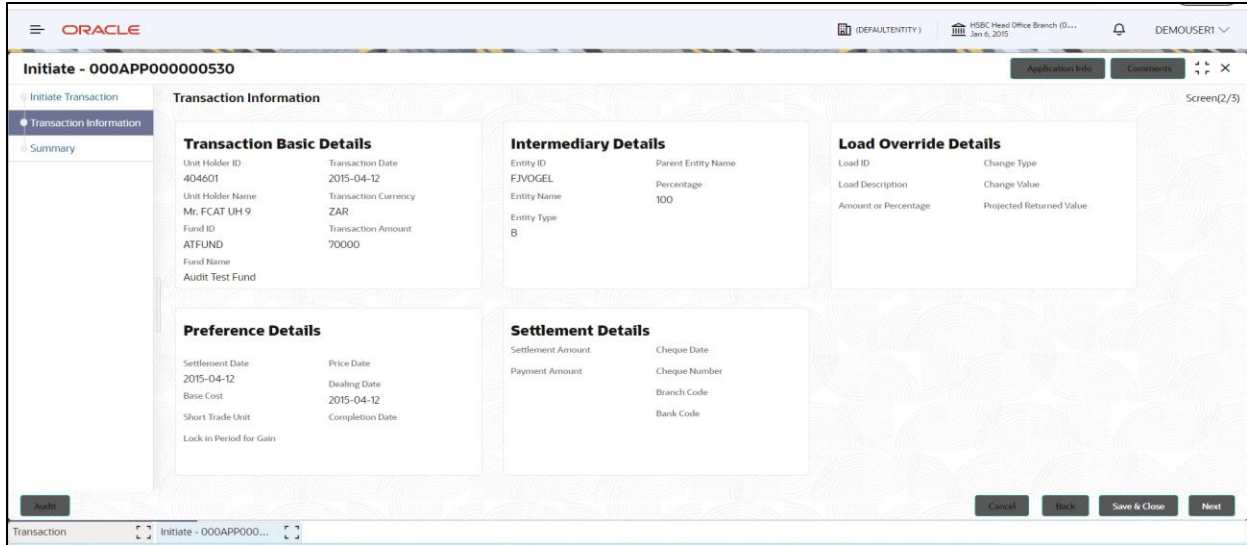 ORACLE
(DEFAULTENTITY)
HSBC Head Office Branch (0...
Jan 6, 2015
DEMOUSER1
Initiate - 000APP000000530
Application Info
Comments
Initiate Transaction
Transaction Information
Summary
Transaction Information
Screen(2/3)
Transaction Basic Details
Unit Holder ID
404601
Unit Holder Name
Mr. FCAT UH 9
Fund ID
ATFUND
Fund Name
Audit Test Fund
Transaction Date
2015-04-12
Transaction Currency
ZAR
Transaction Amount
70000
Intermediary Details
Entity ID
FJVOGEL
Entity Name
Entity Type
B
Parent Entity Name
Percentage
100
Load Override Details
Load ID
Load Description
Amount or Percentage
Change Type
Change Value
Projected Returned Value
Preference Details
Settlement Date
2015-04-12
Base Cost
Short Trade Unit
Lock in Period for Gain
Price Date
Dealing Date
2015-04-12
Completion Date
Settlement Details
Settlement Amount
Payment Amount
Cheque Date
Cheque Number
Branch Code
Bank Code
Audit
Cancel
Back
Save & Close
Next
Transaction
Initiate - 000APP000...